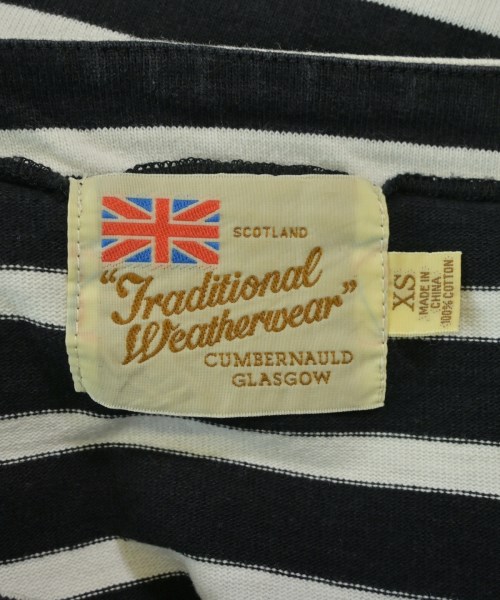 SCOTLAND
"Traditional
Weatherwear"
CUMBERNAULD
GLASGOW
XS
MADE IN
CHINA
100% COTTON